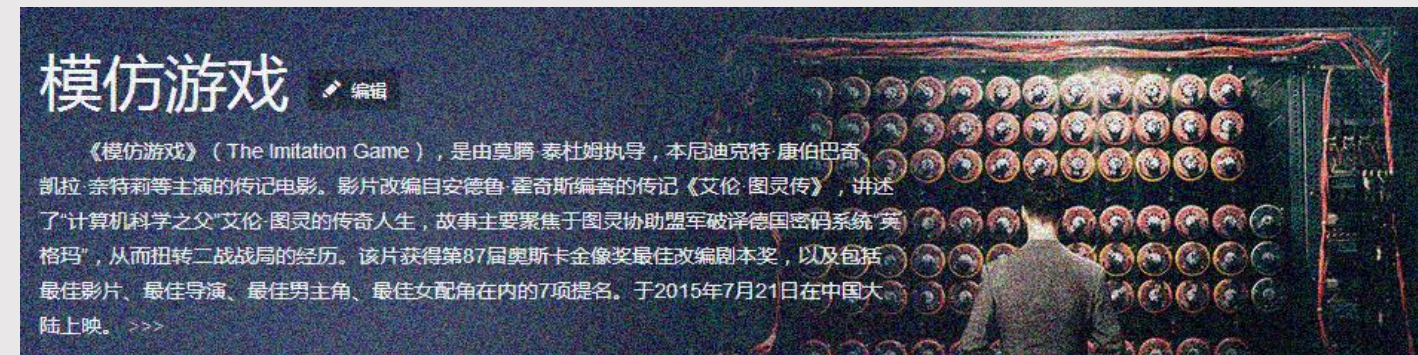 模仿游戏 编辑
《模仿游戏》（The Imitation Game），是由莫腾·泰杜姆执导，本尼迪克特·康伯巴奇、
凯拉·奈特莉等主演的传记电影。影片改编自安德鲁·霍奇斯编著的传记《艾伦·图灵传》，讲述
了“计算机科学之父”艾伦·图灵的传奇人生，故事主要聚焦于图灵协助盟军破译德国密码系统“英
格玛”，从而扭转二战战局的经历。该片获得第87届奥斯卡金像奖最佳改编剧本奖，以及包括
最佳影片、最佳导演、最佳男主角、最佳女配角在内的7项提名。于2015年7月21日在中国大
陆上映。 >>>